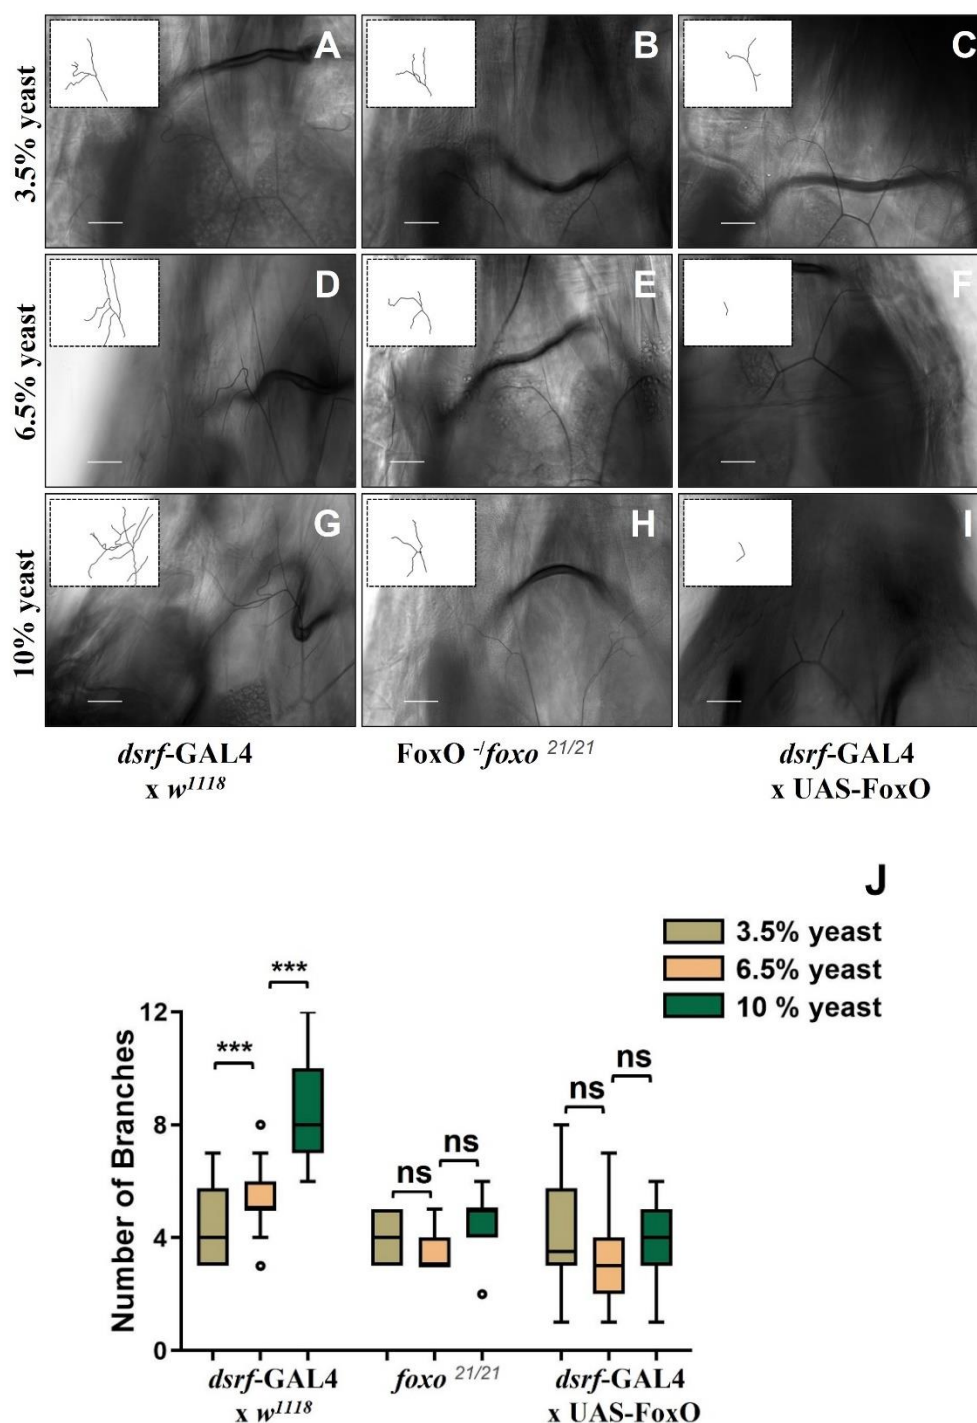 3.5% yeast
A
B
C
6.5% yeast
D
E
F
10% yeast
G
H
I
dsrf-GAL4
x w1118
FoxO -/foxo 21/21
dsrf-GAL4
x UAS-FoxO
J
3.5% yeast
6.5% yeast
10 % yeast
Number of Branches
12
8
4
0
***
***
ns
ns
ns
ns
dsrf-GAL4
x w1118
foxo 21/21
dsrf-GAL4
x UAS-FoxO